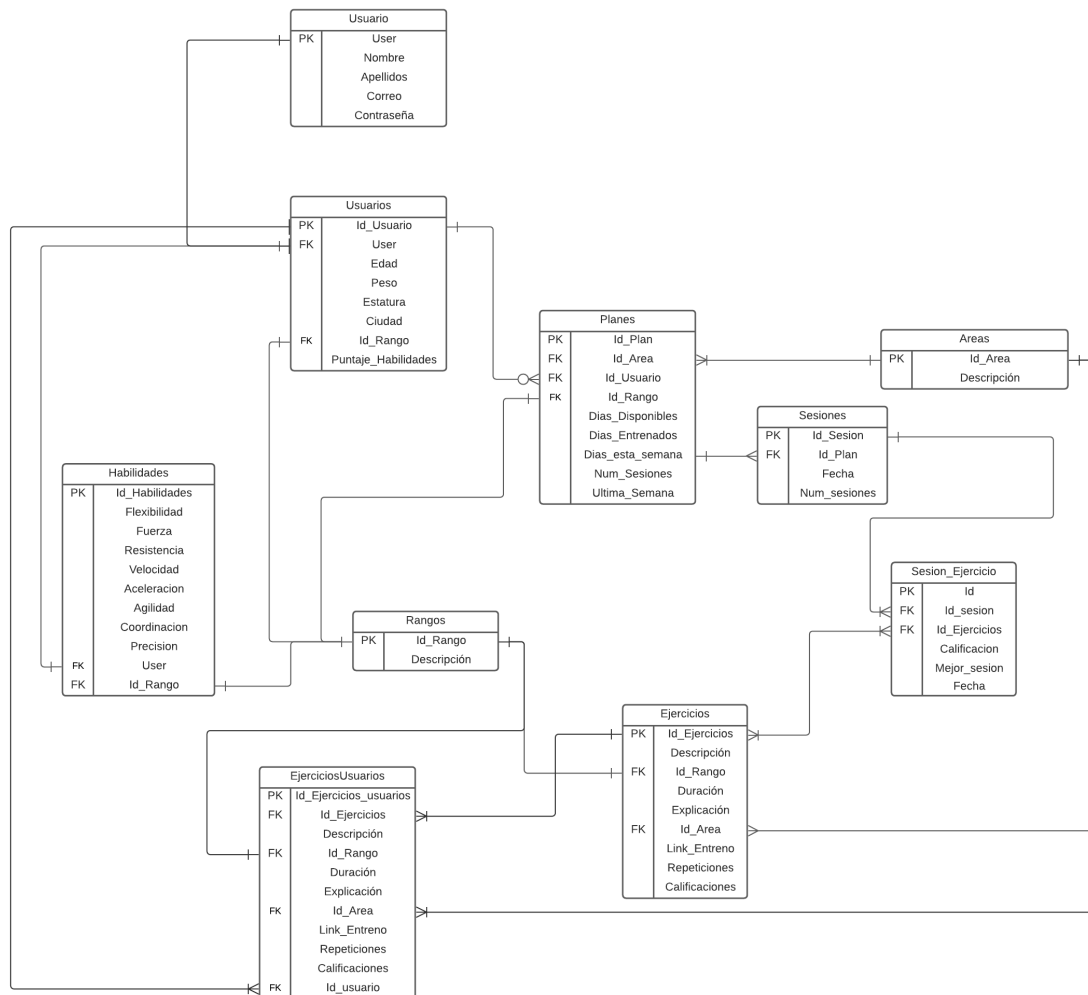 Usuario
PK User
Nombre
Apellidos
Correo
Contraseña
Usuarios
PK Id_Usuario
FK User
Edad
Peso
Estatura
Ciudad
FK Id_Rango
Puntaje_Habilidades
Planes
PK Id_Plan
FK Id_Area
FK Id_Usuario
FK Id_Rango
Dias_Disponibles
Dias_Entrenados
Dias_esta_semana
Num_Sesiones
Ultima_Semana
Areas
PK Id_Area
Descripción
Sesiones
PK Id_Sesion
FK Id_Plan
Fecha
Num_sesiones
Habilidades
PK Id_Habilidades
Flexibilidad
Fuerza
Resistencia
Velocidad
Aceleracion
Agilidad
Coordinacion
Precision
FK User
FK Id_Rango
Sesion_Ejercicio
PK Id
FK Id_sesion
FK Id_Ejercicios
Calificacion
Mejor_sesion
Fecha
Rangos
PK Id_Rango
Descripción
Ejercicios
PK Id_Ejercicios
Descripción
FK Id_Rango
Duración
Explicación
FK Id_Area
Link_Entreno
Repeticiones
Calificaciones
EjerciciosUsuarios
PK Id_Ejercicios_usuarios
FK Id_Ejercicios
Descripción
FK Id_Rango
Duración
Explicación
FK Id_Area
Link_Entreno
Repeticiones
Calificaciones
FK Id_usuario